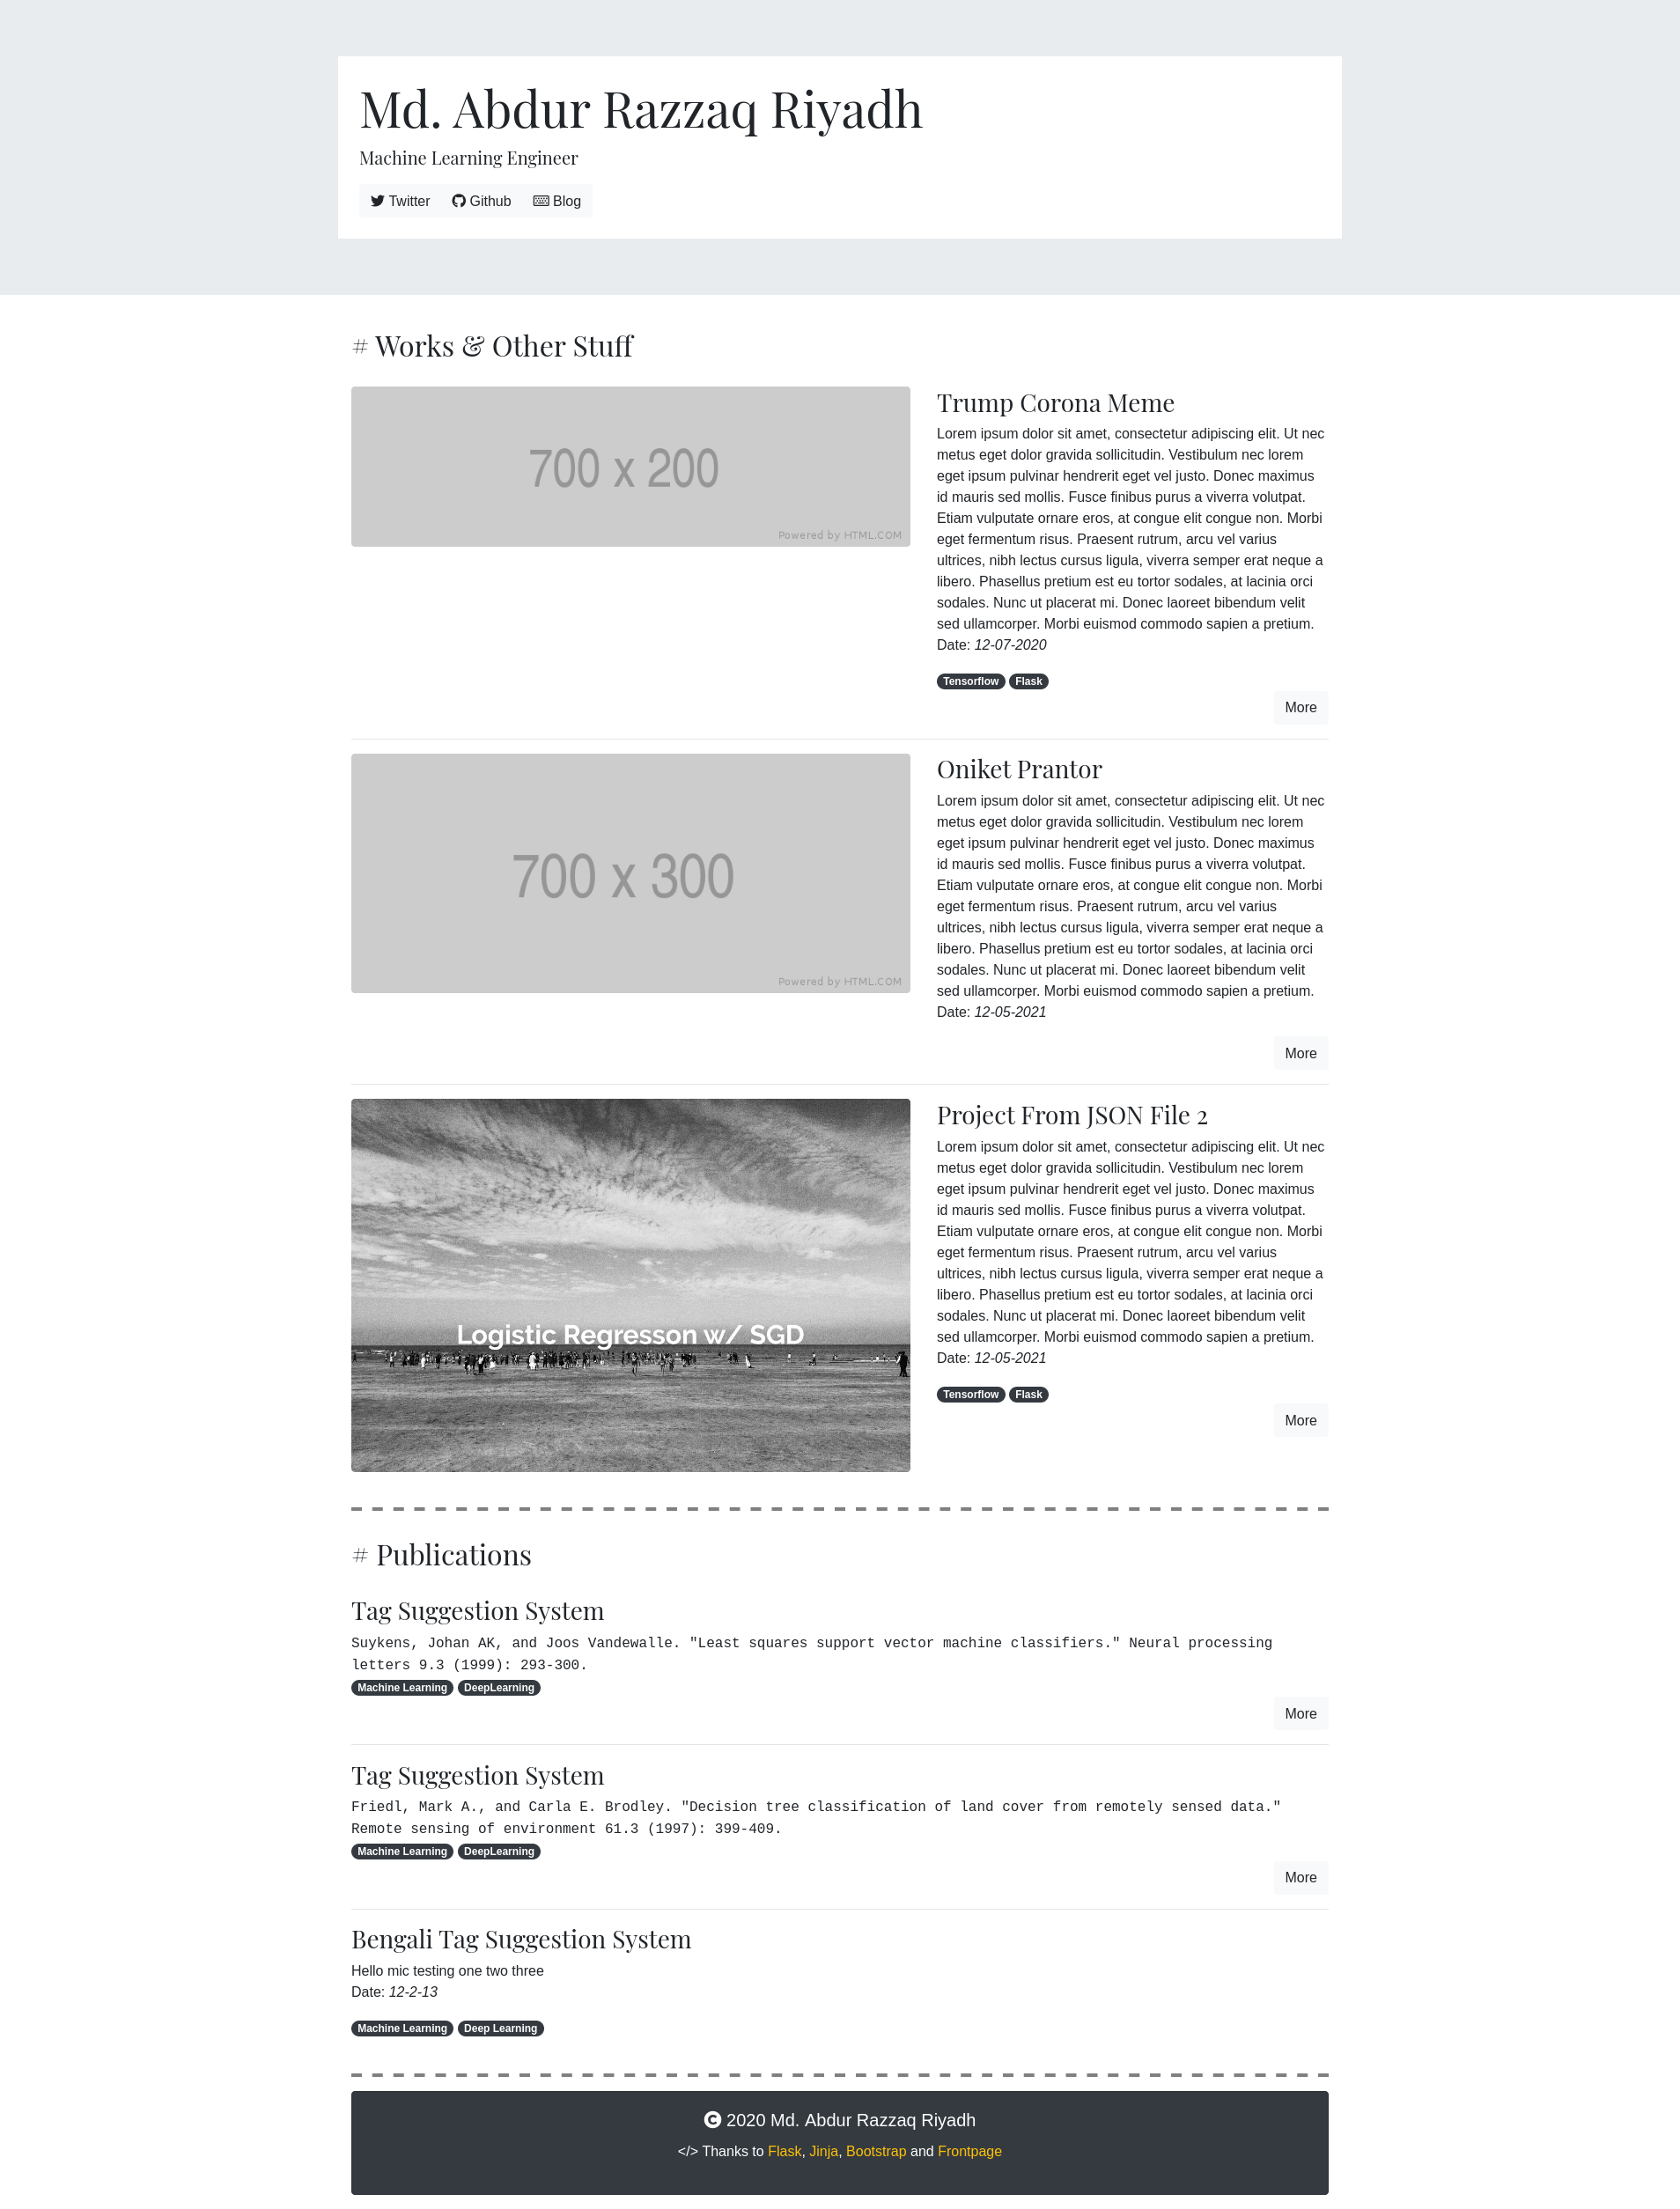 Md. Abdur Razzaq Riyadh
Machine Learning Engineer
Twitter Github Blog
# Works & Other Stuff
700 x 200
Powered by HTML.COM
Trump Corona Meme
Lorem ipsum dolor sit amet, consectetur adipiscing elit. Ut nec
metus eget dolor gravida sollicitudin. Vestibulum nec lorem
eget ipsum pulvinar hendrerit eget vel justo. Donec maximus
id mauris sed mollis. Fusce finibus purus a viverra volutpat.
Etiam vulputate ornare eros, at congue elit congue non. Morbi
eget fermentum risus. Praesent rutrum, arcu vel varius
ultrices, nibh lectus cursus ligula, viverra semper erat neque a
libero. Phasellus pretium est eu tortor sodales, at lacinia orci
sodales. Nunc ut placerat mi. Donec laoreet bibendum velit
sed ullamcorper. Morbi euismod commodo sapien a pretium.
Date: 12-07-2020
Tensorflow Flask
More
700 x 300
Powered by HTML.COM
Oniket Prantor
Lorem ipsum dolor sit amet, consectetur adipiscing elit. Ut nec
metus eget dolor gravida sollicitudin. Vestibulum nec lorem
eget ipsum pulvinar hendrerit eget vel justo. Donec maximus
id mauris sed mollis. Fusce finibus purus a viverra volutpat.
Etiam vulputate ornare eros, at congue elit congue non. Morbi
eget fermentum risus. Praesent rutrum, arcu vel varius
ultrices, nibh lectus cursus ligula, viverra semper erat neque a
libero. Phasellus pretium est eu tortor sodales, at lacinia orci
sodales. Nunc ut placerat mi. Donec laoreet bibendum velit
sed ullamcorper. Morbi euismod commodo sapien a pretium.
Date: 12-05-2021
More
Logistic Regresson w/ SGD
Project From JSON File 2
Lorem ipsum dolor sit amet, consectetur adipiscing elit. Ut nec
metus eget dolor gravida sollicitudin. Vestibulum nec lorem
eget ipsum pulvinar hendrerit eget vel justo. Donec maximus
id mauris sed mollis. Fusce finibus purus a viverra volutpat.
Etiam vulputate ornare eros, at congue elit congue non. Morbi
eget fermentum risus. Praesent rutrum, arcu vel varius
ultrices, nibh lectus cursus ligula, viverra semper erat neque a
libero. Phasellus pretium est eu tortor sodales, at lacinia orci
sodales. Nunc ut placerat mi. Donec laoreet bibendum velit
sed ullamcorper. Morbi euismod commodo sapien a pretium.
Date: 12-05-2021
Tensorflow Flask
More
# Publications
Tag Suggestion System
Suykens, Johan AK, and Joos Vandewalle. "Least squares support vector machine classifiers." Neural processing
letters 9.3 (1999): 293-300.
Machine Learning DeepLearning
More
Tag Suggestion System
Friedl, Mark A., and Carla E. Brodley. "Decision tree classification of land cover from remotely sensed data."
Remote sensing of environment 61.3 (1997): 399-409.
Machine Learning DeepLearning
More
Bengali Tag Suggestion System
Hello mic testing one two three
Date: 12-2-13
Machine Learning Deep Learning
© 2020 Md. Abdur Razzaq Riyadh
</> Thanks to Flask, Jinja, Bootstrap and Frontpage